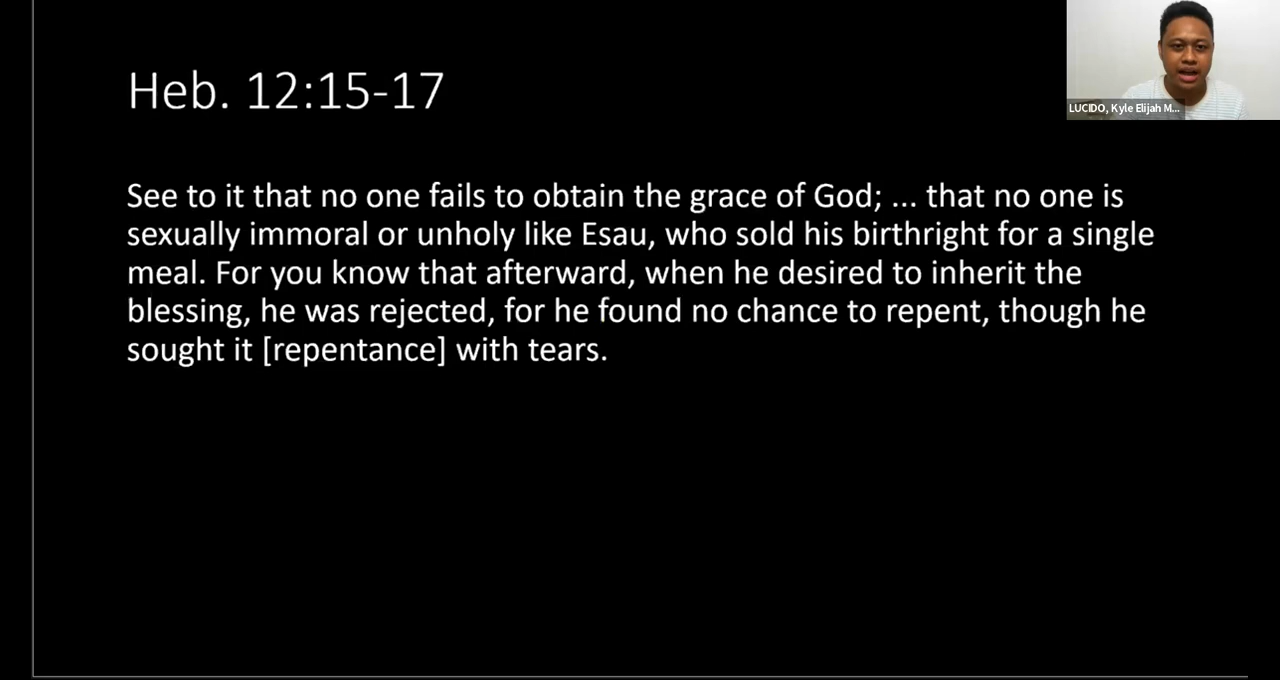 Heb. 12:15-17
LUCIDO, Kyle Elijah M...
See to it that no one fails to obtain the grace of God; ... that no one is
sexually immoral or unholy like Esau, who sold his birthright for a single
meal. For you know that afterward, when he desired to inherit the
blessing, he was rejected, for he found no chance to repent, though he
sought it [repentance] with tears.